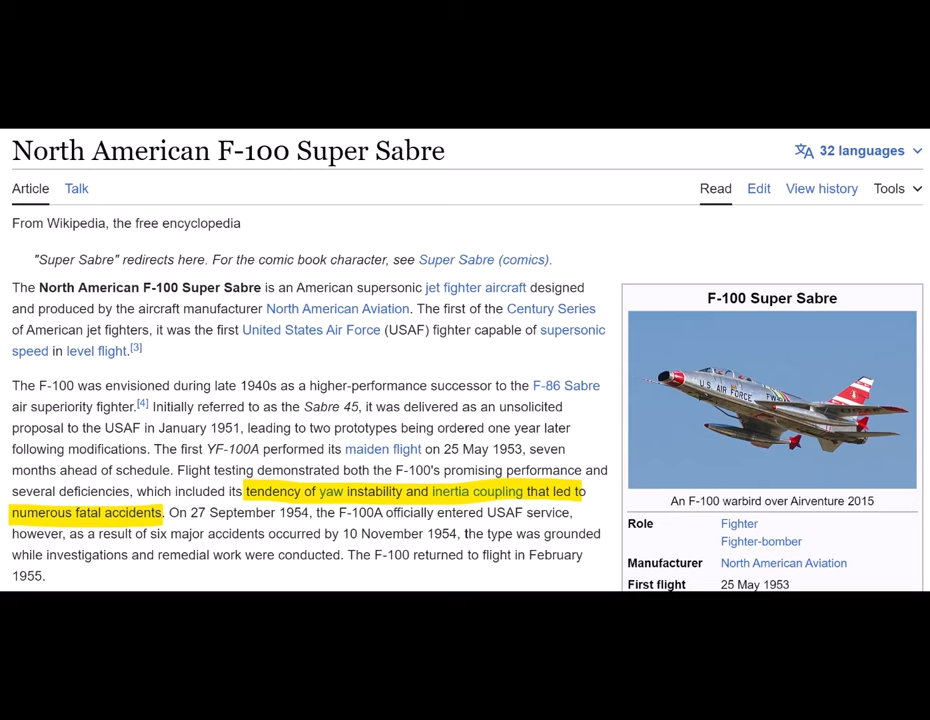 North American F-100 Super Sabre
32 languages
Article Talk
Read Edit View history Tools
From Wikipedia, the free encyclopedia
"Super Sabre" redirects here. For the comic book character, see Super Sabre (comics).
The North American F-100 Super Sabre is an American supersonic jet fighter aircraft designed
and produced by the aircraft manufacturer North American Aviation. The first of the Century Series
of American jet fighters, it was the first United States Air Force (USAF) fighter capable of supersonic
speed in level flight.[3]
The F-100 was envisioned during late 1940s as a higher-performance successor to the F-86 Sabre
air superiority fighter.[4] Initially referred to as the Sabre 45, it was delivered as an unsolicited
proposal to the USAF in January 1951, leading to two prototypes being ordered one year later
following modifications. The first YF-100A performed its maiden flight on 25 May 1953, seven
months ahead of schedule. Flight testing demonstrated both the F-100's promising performance and
several deficiencies, which included its tendency of yaw instability and inertia coupling that led to
numerous fatal accidents. On 27 September 1954, the F-100A officially entered USAF service,
however, as a result of six major accidents occurred by 10 November 1954, the type was grounded
while investigations and remedial work were conducted. The F-100 returned to flight in February
1955.
F-100 Super Sabre
U.S. AIR FORCE
FW
An F-100 warbird over Airventure 2015
Role Fighter
Fighter-bomber
Manufacturer North American Aviation
First flight 25 May 1953